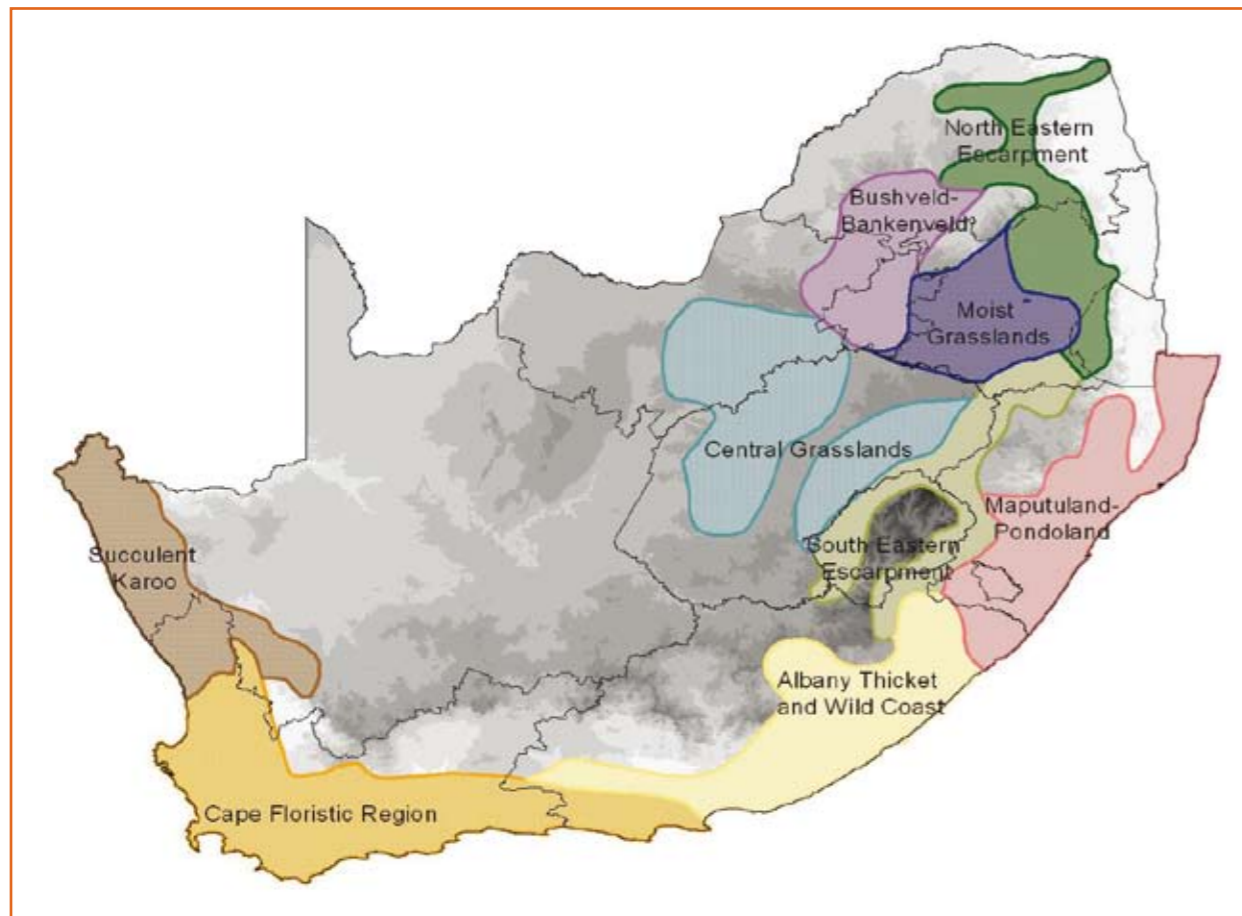 North Eastern
Escarpment
Bushveld-
Bankenveld
Moist
Grasslands
Central Grasslands
Maputuland-
Pondoland
South Eastern
Escarpment
Succulent
Karoo
Albany Thicket
and Wild Coast
Cape Floristic Region